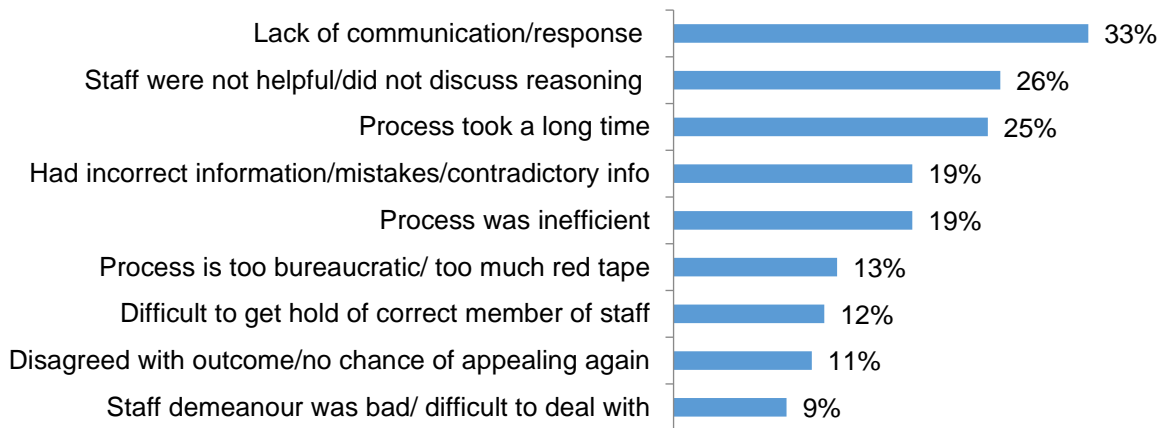 Lack of communication/response 33%
Staff were not helpful/did not discuss reasoning 26%
Process took a long time 25%
Had incorrect information/mistakes/contradictory info 19%
Process was inefficient 19%
Process is too bureaucratic/ too much red tape 13%
Difficult to get hold of correct member of staff 12%
Disagreed with outcome/no chance of appealing again 11%
Staff demeanour was bad/ difficult to deal with 9%